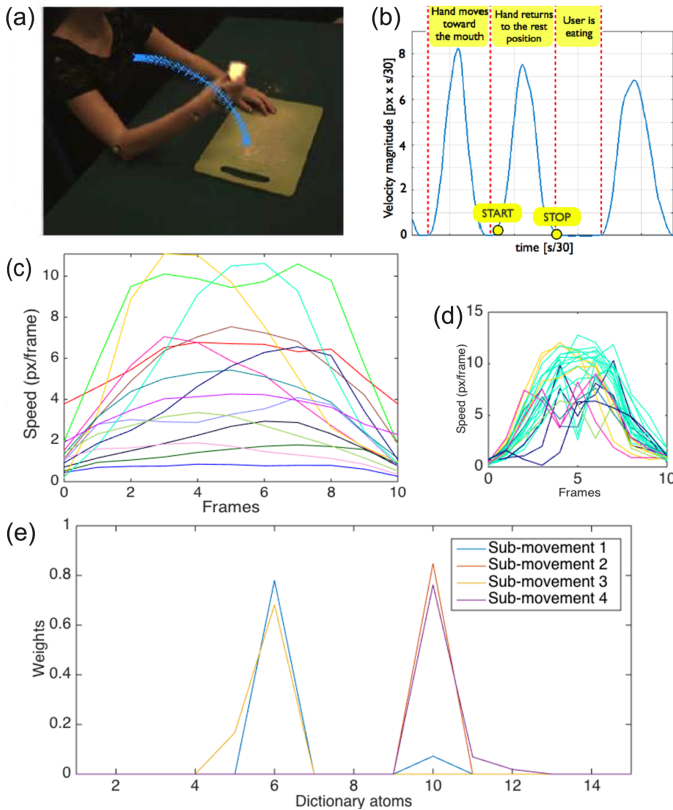 (a)
(b)
Hand moves
toward
the mouth
Hand returns
to the rest
position
User is
eating
Velocity magnitude [px x s/30]
8
6
4
2
0
START
STOP
time [s/30]
(c)
Speed (px/frame)
10
8
6
4
2
0
0
2
4
6
8
10
Frames
(d)
Speed (px/frame)
15
10
5
0
0
5
10
Frames
(e)
Weights
1
0.8
0.6
0.4
0.2
0
2
4
6
8
10
12
14
Dictionary atoms
Sub-movement 1
Sub-movement 2
Sub-movement 3
Sub-movement 4